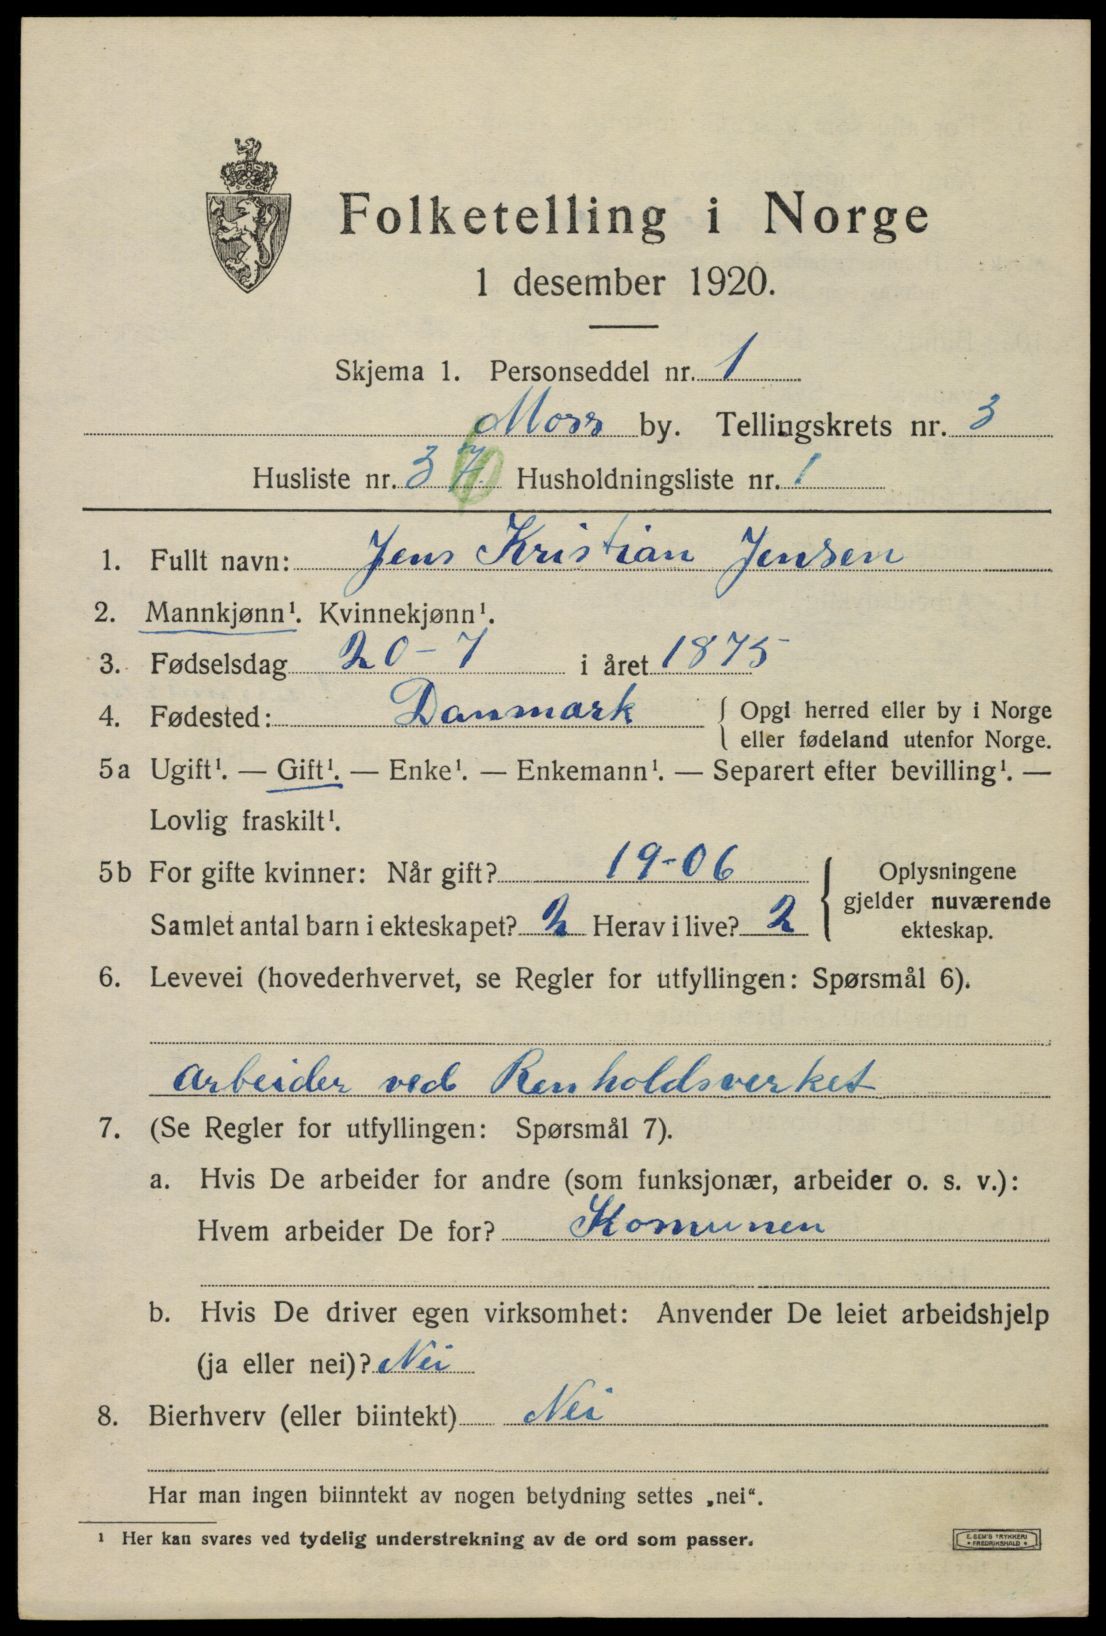 Folketelling i Norge
1 desember 1920.
Skjema 1. Personseddel nr. 1
Moss by. Tellingskrets nr. 3
Husliste nr. 37 Husholdningsliste nr. 1
1. Fullt navn: Jens Kristian Jensen
2. Mannkjønn¹. Kvinnekjønn¹.
3. Fødselsdag 20-7 i året 1875
4. Fødested: Danmark { Opgi herred eller by i Norge
eller fødeland utenfor Norge.
5a Ugift¹. — Gift¹. — Enke¹. — Enkemann¹. — Separert efter bevilling¹. —
Lovlig fraskilt¹.
5b For gifte kvinner: Når gift? 19-06
Samlet antal barn i ekteskapet? 2 Herav i live? 2
Oplysningene
gjelder nuværende
ekteskap.
6. Levevei (hovederhvervet, se Regler for utfyllingen: Spørsmål 6).
Arbeider ved Renholdsverket
7. (Se Regler for utfyllingen: Spørsmål 7).
a. Hvis De arbeider for andre (som funksjonær, arbeider o. s. v.):
Hvem arbeider De for? Komunen
b. Hvis De driver egen virksomhet: Anvender De leiet arbeidshjelp
(ja eller nei)? Nei
8. Bierhverv (eller biintekt) Nei
Har man ingen biinntekt av nogen betydning settes „nei“.
¹ Her kan svares ved tydelig understrekning av de ord som passer.
E. SEM'S TRYKKERI
• FREDRIKSHALD •